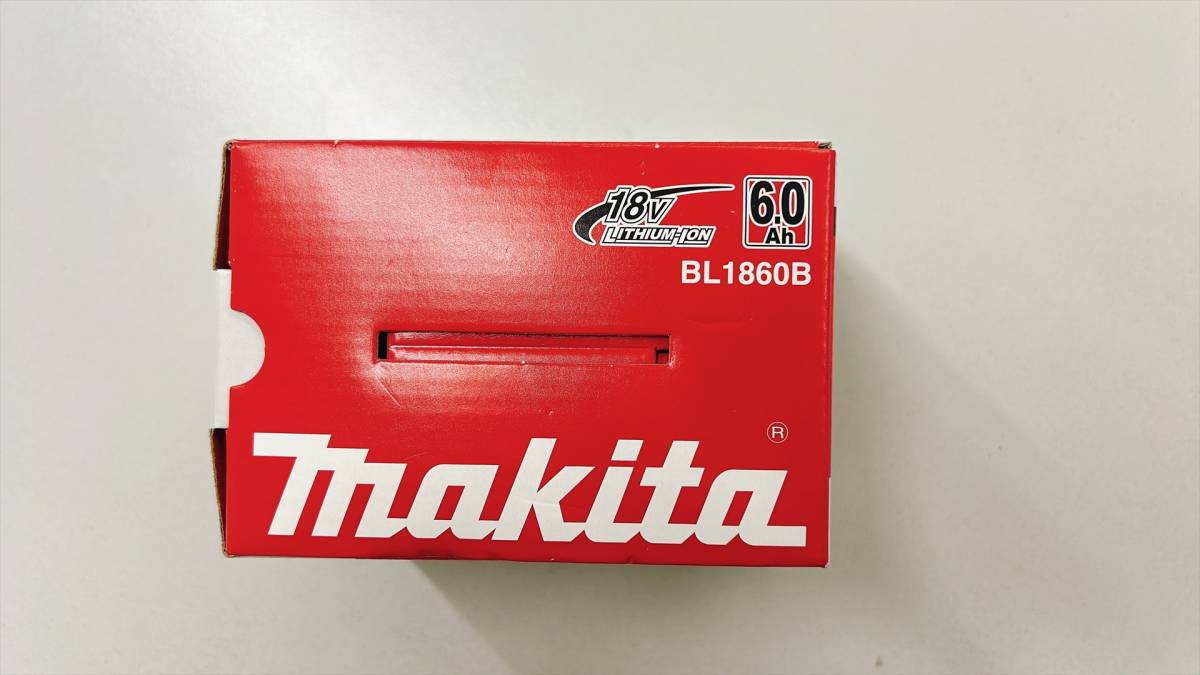 18V
LITHIUM-ION
6.0
Ah
BL1860B
makita®